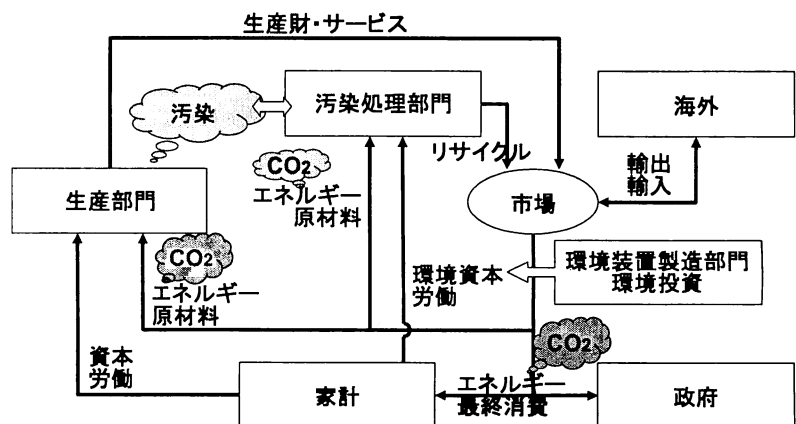 生産財・サービス
汚染
汚染処理部門
海外
リサイクル
輸出
輸入
CO2
エネルギー
原材料
生産部門
市場
CO2
エネルギー
原材料
環境資本
労働
環境装置製造部門
環境投資
CO2
資本
労働
家計
エネルギー
最終消費
政府